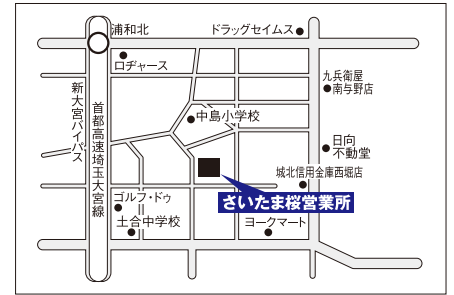 浦和北
ドラッグセイムス
ロヂャース
九兵衛屋
南与野店
新大宮バイパス
首都高速埼玉大宮線
中島小学校
日向
不動堂
城北信用金庫西堀店
さいたま桜営業所
ゴルフ・ドゥ
土合中学校
ヨークマート